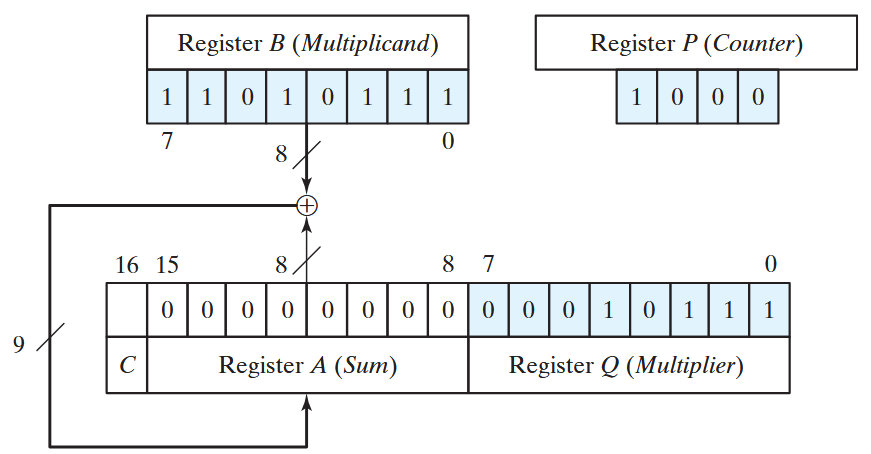 Register B (Multiplicand) Register P (Counter)
1 1 0 1 0 1 1 1 1 0 0 0
7 8 0
16 15 8 8 7 0
0 0 0 0 0 0 0 0 0 0 0 1 0 1 1 1
9
C Register A (Sum) Register Q (Multiplier)